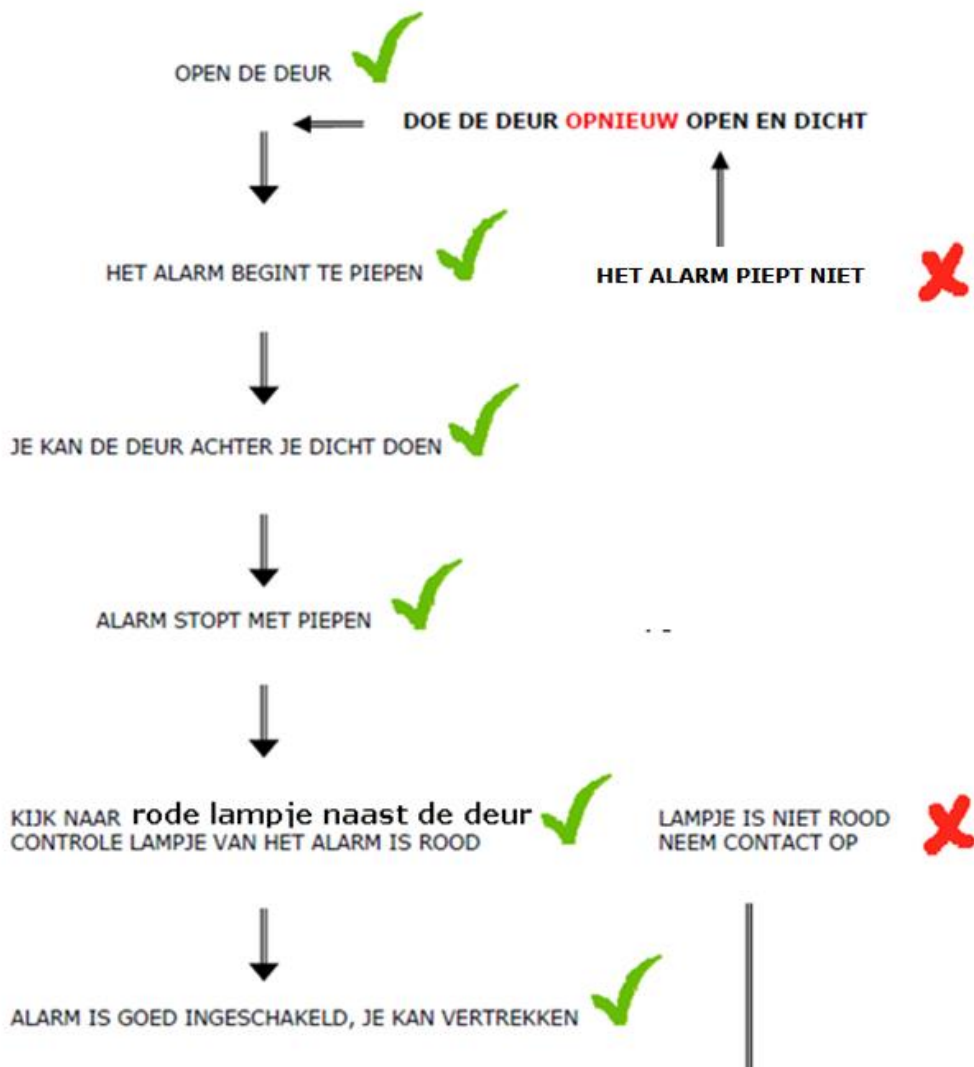 OPEN DE DEUR
DOE DE DEUR OPNIEUW OPEN EN DICHT
HET ALARM BEGINT TE PIEPEN
HET ALARM PIEPT NIET
JE KAN DE DEUR ACHTER JE DICHT DOEN
ALARM STOPT MET PIEPEN
KIJK NAAR rode lampje naast de deur
CONTROLE LAMPJE VAN HET ALARM IS ROOD
LAMPJE IS NIET ROOD
NEEM CONTACT OP
ALARM IS GOED INGESCHAKELD, JE KAN VERTREKKEN